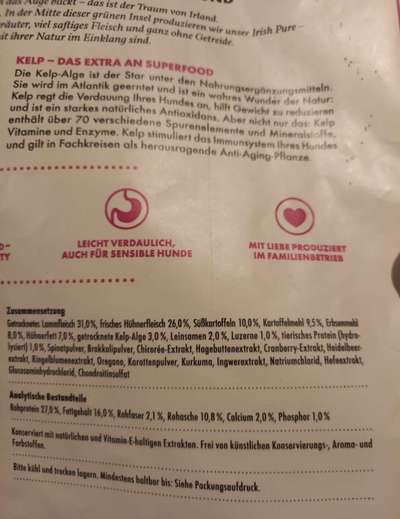 das Auge blickt – das ist der Traum von Irland.
. In der Mitte dieser grünen Insel produzieren wir unser Irish Pure –
räuter, viel saftiges Fleisch und ganz ohne Getreide.
it ihrer Natur im Einklang sind.
KELP – DAS EXTRA AN SUPERFOOD
Die Kelp-Alge ist der Star unter den Nahrungsergänzungsmitteln.
Sie wird im Atlantik geerntet und ist ein wahres Wunder der Natur:
Kelp regt die Verdauung Ihres Hundes an, hilft Gewicht zu reduzieren
und ist ein starkes natürliches Antioxidans. Aber nicht nur das: Kelp
enthält über 70 verschiedene Spurenelemente und Mineralstoffe,
Vitamine und Enzyme. Kelp stimuliert das Immunsystem Ihres Hundes
und gilt in Fachkreisen als herausragende Anti-Aging-Pflanze.
D–
TY
LEICHT VERDAULICH,
AUCH FÜR SENSIBLE HUNDE
MIT LIEBE PRODUZIERT
IM FAMILIENBETRIEB
Zusammensetzung
Getrocknetes Lammfleisch 31,0%, frisches Hühnerfleisch 26,0%, Süßkartoffeln 10,0%, Kartoffelmehl 9,5%, Erbsenmehl
8,0%, Hühnerfett 7,0%, getrocknete Kelp-Alge 3,0%, Leinsamen 2,0%, Luzerne 1,0%, tierisches Protein (hydro-
lysiert) 1,0%, Spinatpulver, Brokkolipulver, Chicorée-Extrakt, Hagebuttenextrakt, Cranberry-Extrakt, Heidelbeer-
extrakt, Ringelblumenextrakt, Oregano, Karottenpulver, Kurkuma, Ingwerextrakt, Natriumchlorid, Hefeextrakt,
Glucosaminhydrochlorid, Chondroitinsulfat
Analytische Bestandteile
Rohprotein 27,0%, Fettgehalt 16,0%, Rohfaser 2,1%, Rohasche 10,8%, Calcium 2,0%, Phosphor 1,0%
Konserviert mit natürlichen und Vitamin-E-haltigen Extrakten. Frei von künstlichen Konservierungs-, Aroma- und
Farbstoffen.
Bitte kühl und trocken lagern. Mindestens haltbar bis: Siehe Packungsaufdruck.